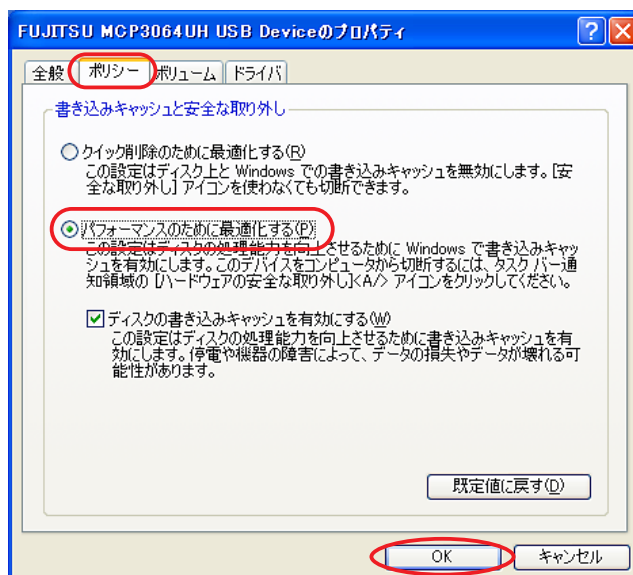 FUJITSU MCP3064UH USB Deviceのプロパティ
全般 ポリシー ボリューム ドライバ
書き込みキャッシュと安全な取り外し
クイック削除のために最適化する(R)
この設定はディスク上と Windows での書き込みキャッシュを無効にします。[安
全な取り外し] アイコンを使わなくても切断できます。
パフォーマンスのために最適化する(P)
この設定はディスクの処理能力を向上させるために Windows で書き込みキャッ
シュを有効にします。このデバイスをコンピュータから切断するには、タスク バー通
知領域の [ハードウェアの安全な取り外し]<A/> アイコンをクリックしてください。
ディスクの書き込みキャッシュを有効にする(W)
この設定はディスクの処理能力を向上させるために書き込みキャッシュを有
効にします。停電や機器の障害によって、データの損失やデータが壊れる可
能性があります。
既定値に戻す(D)
OK キャンセル